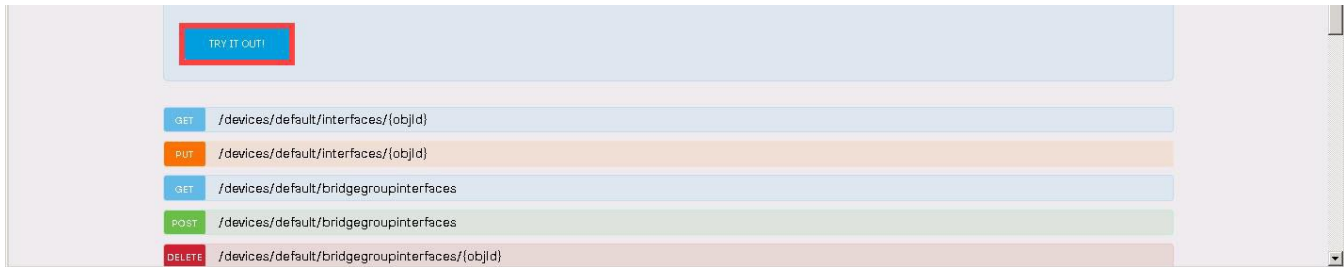 TRY IT OUT!
GET /devices/default/interfaces/{objId}
PUT /devices/default/interfaces/{objId}
GET /devices/default/bridgegroupinterfaces
POST /devices/default/bridgegroupinterfaces
DELETE /devices/default/bridgegroupinterfaces/{objId}